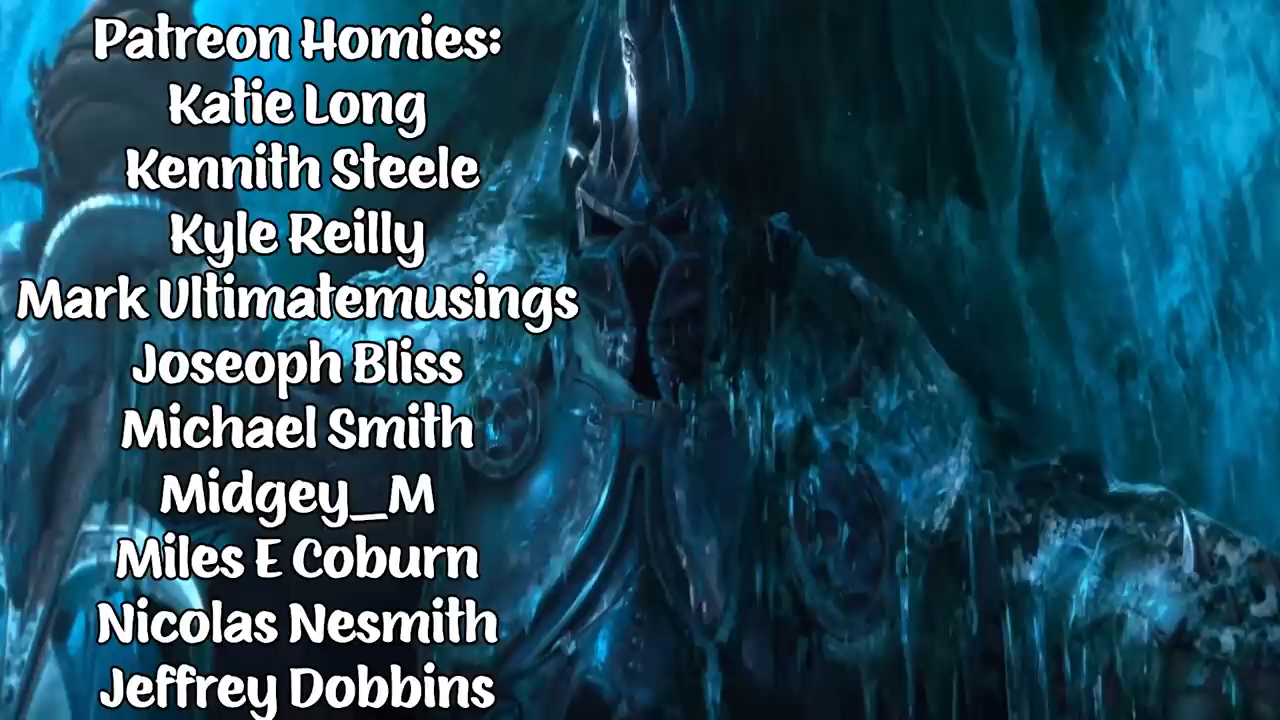 Patreon Homies:
Katie Long
Kennith Steele
Kyle Reilly
Mark Ultimatemusings
Joseoph Bliss
Michael Smith
Midgey_M
Miles E Coburn
Nicolas Nesmith
Jeffrey Dobbins